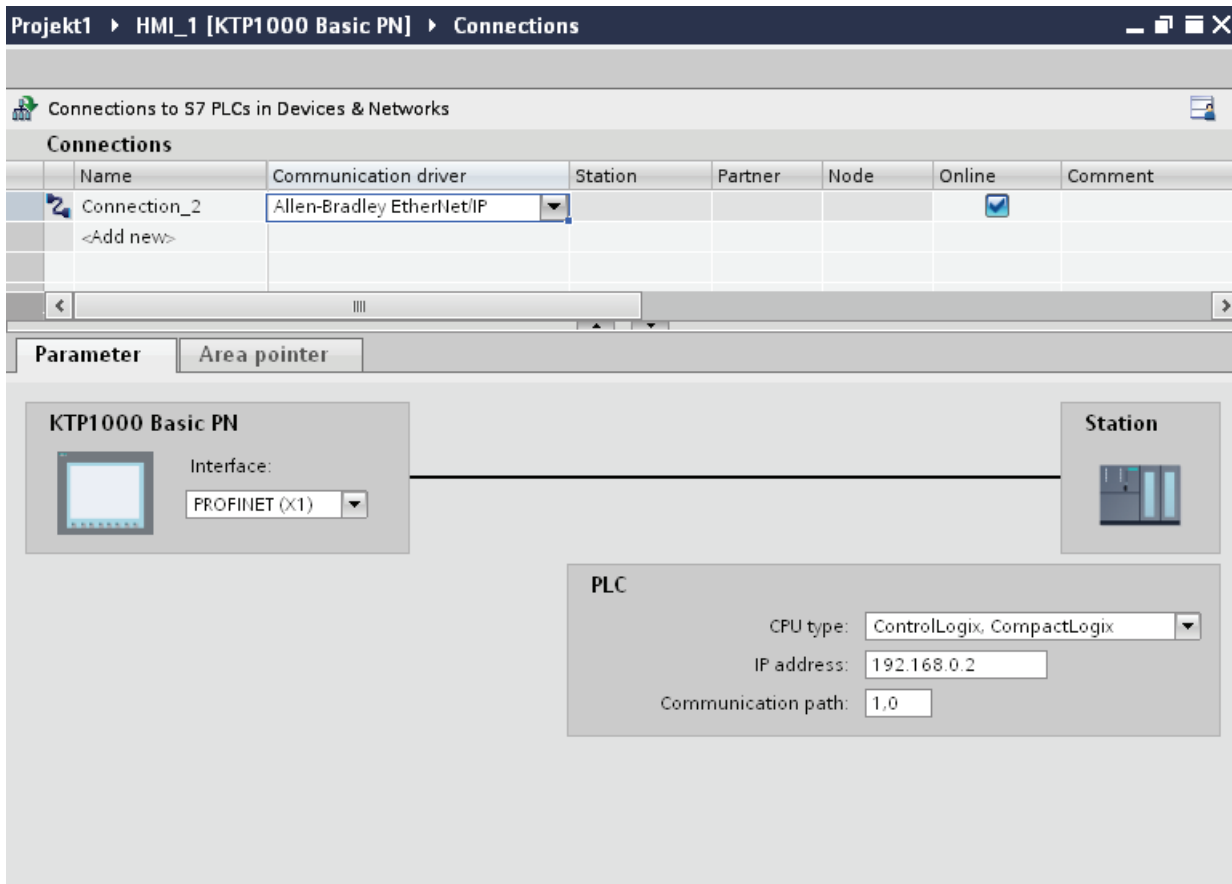 Projekt1 HMI_1 [KTP1000 Basic PN] Connections
Connections to S7 PLCs in Devices & Networks
Connections
Name Communication driver Station Partner Node Online Comment
Connection_2 Allen-Bradley EtherNet/IP
<Add new>
Parameter Area pointer
KTP1000 Basic PN
Interface:
PROFINET (X1)
Station
PLC
CPU type: ControlLogix, CompactLogix
IP address: 192.168.0.2
Communication path: 1,0